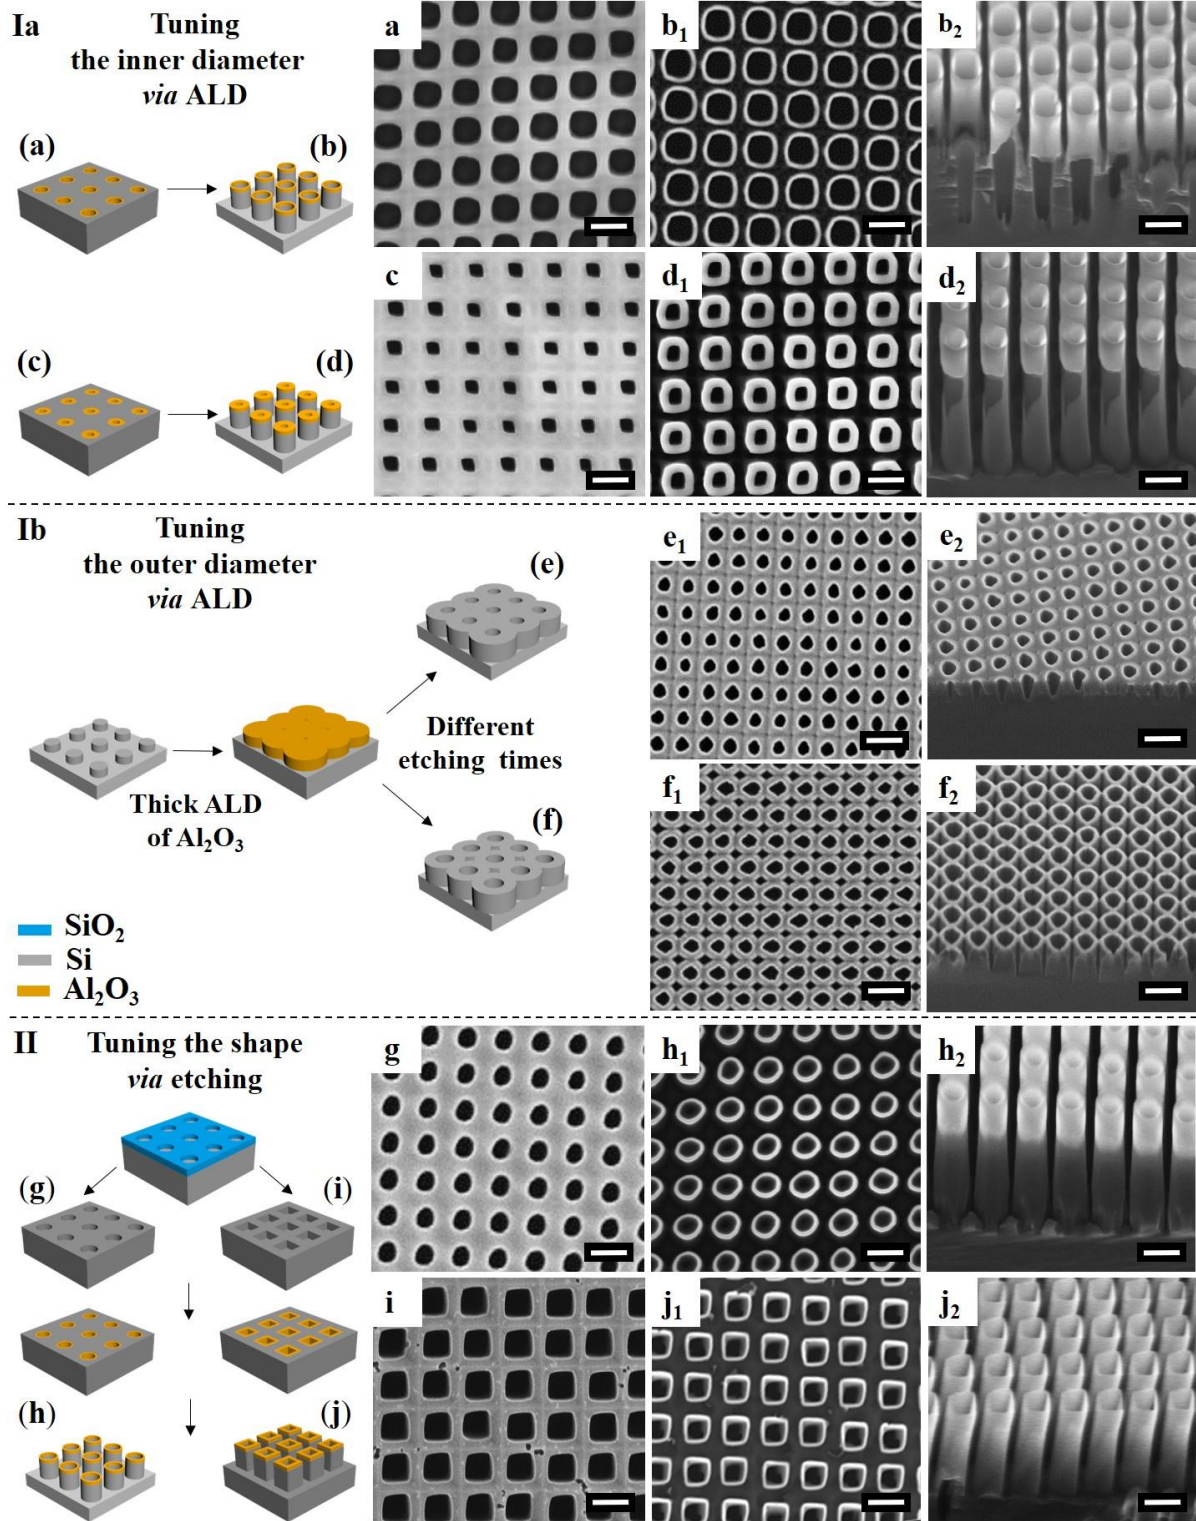 Ia
Tuning
the inner diameter
via ALD
(a)
(b)
(c)
(d)
a
b1
b2
c
d1
d2
Ib
Tuning
the outer diameter
via ALD
(e)
Different
etching times
Thick ALD
of Al2O3
(f)
SiO2
Si
Al2O3
e1
e2
f1
f2
II
Tuning the shape
via etching
(g)
(i)
(h)
(j)
g
h1
h2
i
j1
j2